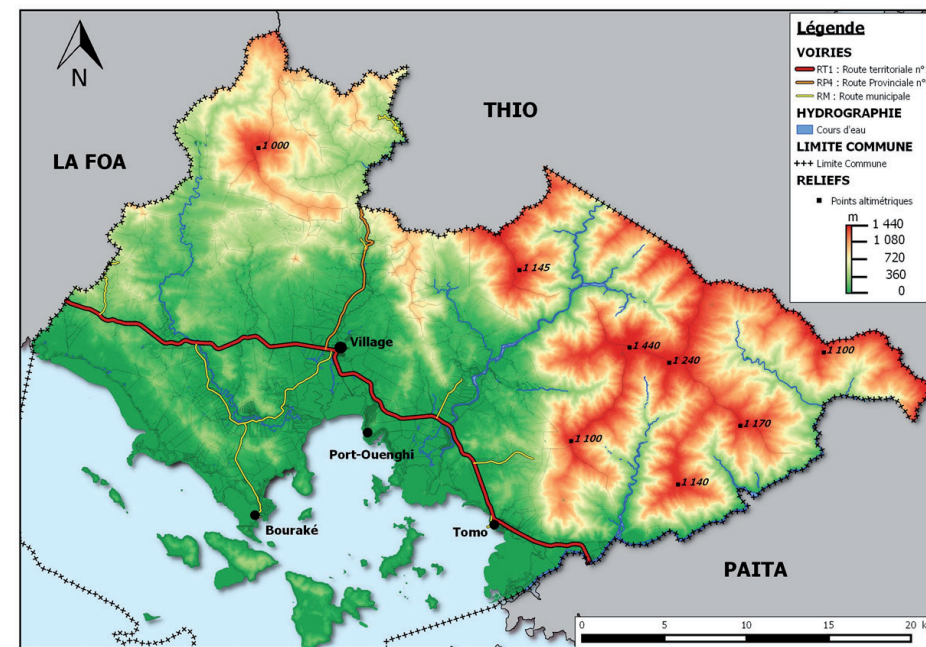 N
THIO
LA FOA
PAITA
1 000
1 145
1 440
1 240
1 100
1 100
1 170
1 140
Village
Port-Ouenghi
Bouraké
Tomo
Légende
VOIRIES
RT1 : Route territoriale n°
RP4 : Route Provinciale n°
RM : Route municipale
HYDROGRAPHIE
Cours d'eau
LIMITE COMMUNE
Limite Commune
RELIEFS
Points altimétriques
m
1 440
1 080
720
360
0
0 5 10 15 20 k